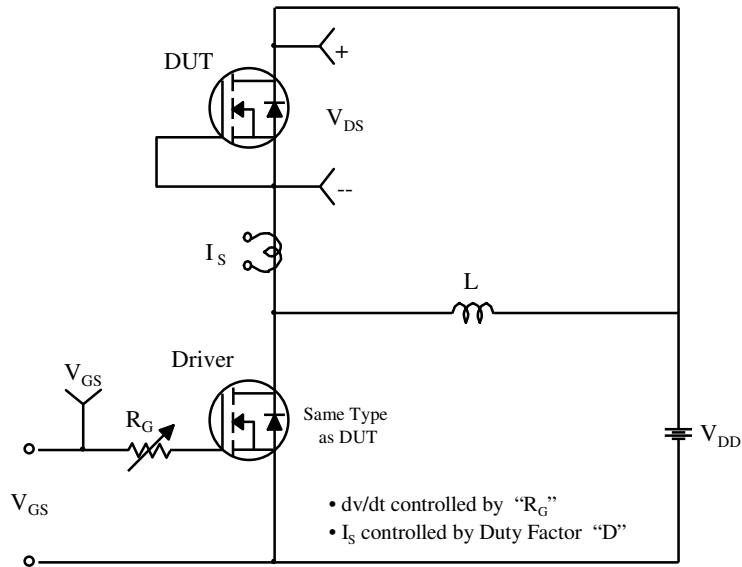 DUT
+
V_DS
--
I_S
L
Driver
V_GS
R_G
Same Type
as DUT
V_DD
V_GS
• dv/dt controlled by “R_G”
• I_S controlled by Duty Factor “D”